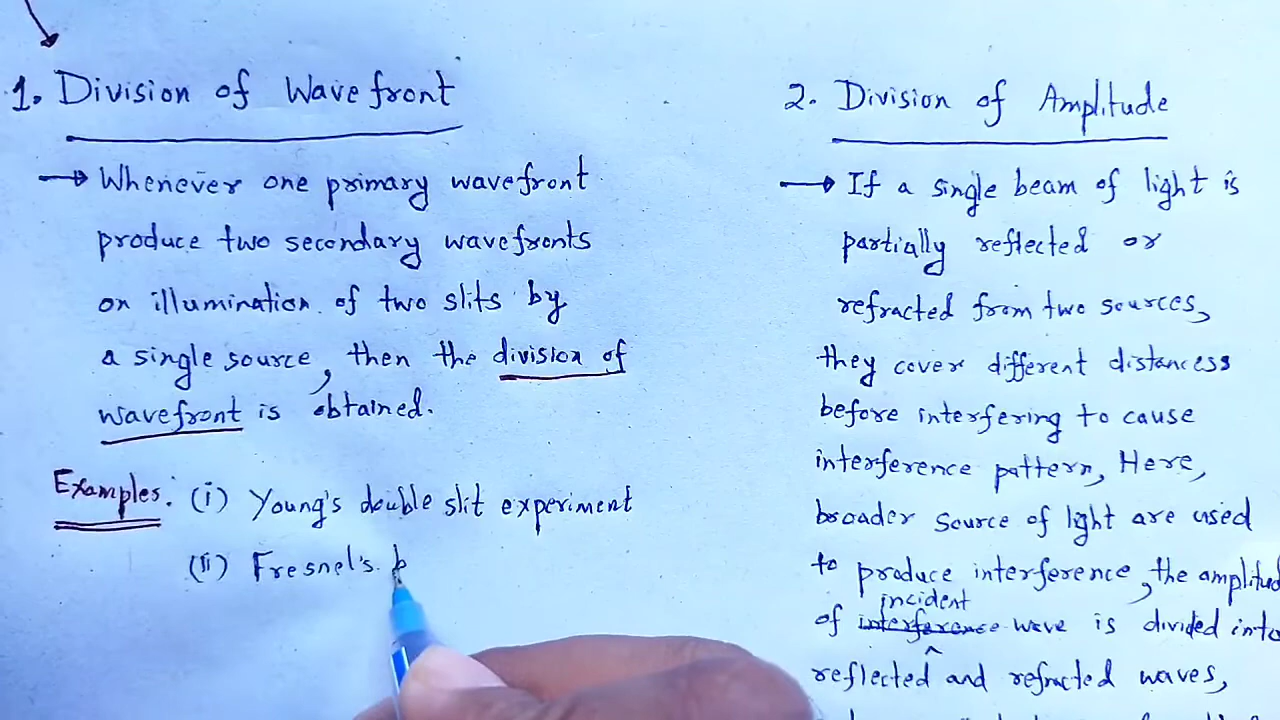 1. Division of Wavefront
→ Whenever one primary wavefront
produce two secondary wavefronts
on illumination of two slits by
a single source, then the division of
wavefront is obtained.
Examples: (i) Young's double slit experiment
(ii) Fresnel's b
2. Division of Amplitude
→ If a single beam of light is
partially reflected or
refracted from two sources,
they cover different distancess
before interfering to cause
interference pattern, Here,
broader source of light are used
to produce interference, the amplitud
incident
of interference wave is divided into
reflected and refracted waves,